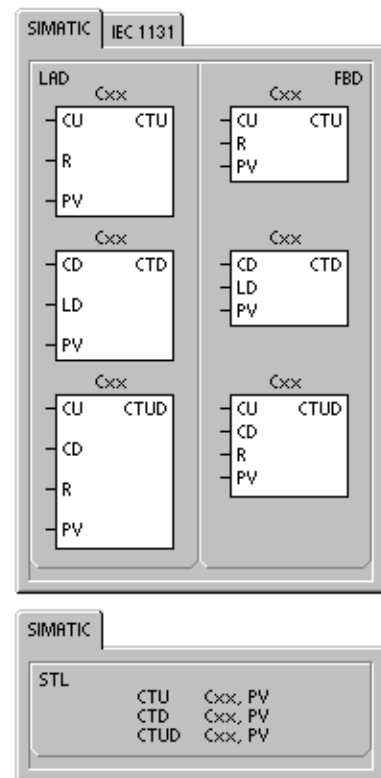 SIMATIC IEC 1131
LAD FBD
Cxx Cxx
CU CTU CU CTU
R R
PV PV
Cxx Cxx
CD CTD CD CTD
LD LD
PV PV
Cxx Cxx
CU CTUD CU CTUD
CD CD
R R
PV PV
SIMATIC
STL
CTU Cxx, PV
CTD Cxx, PV
CTUD Cxx, PV